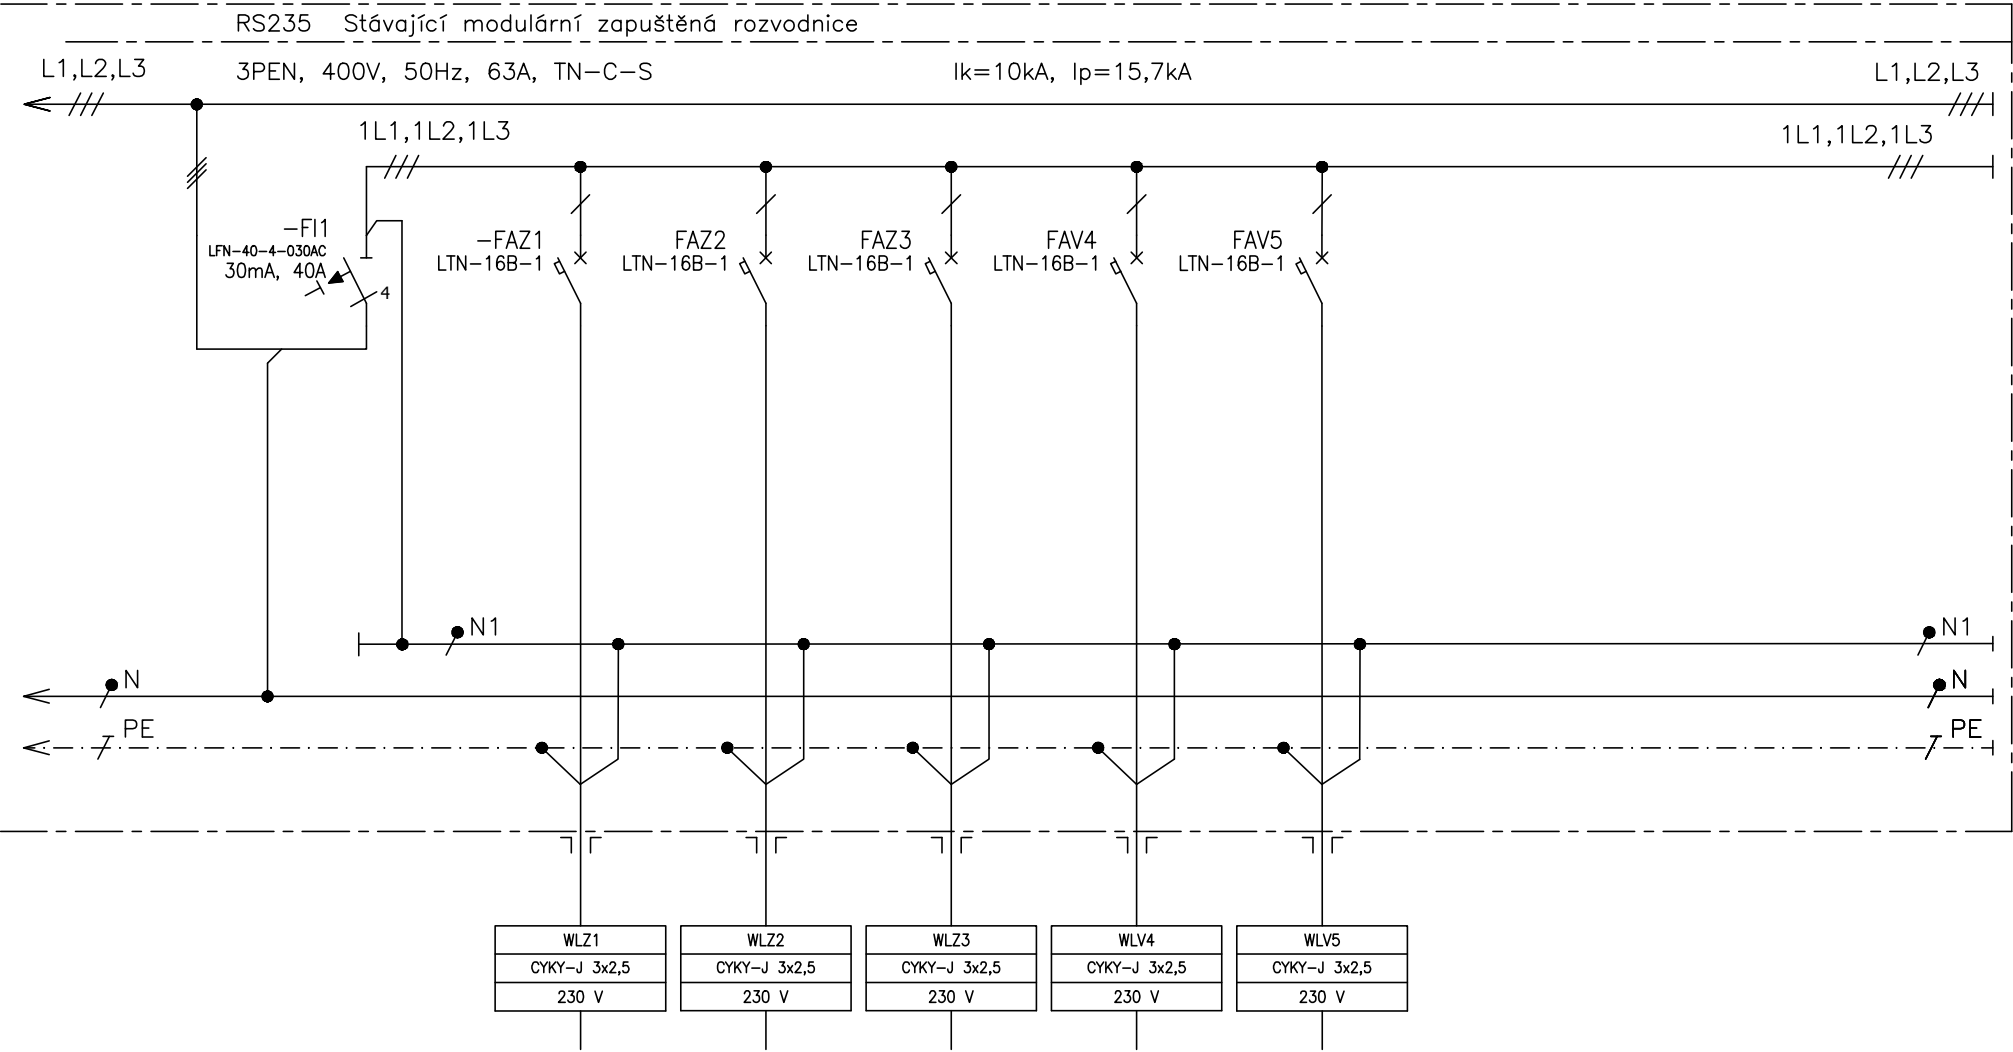 RS235 Stávající modulární zapuštěná rozvodnice
L1,L2,L3
3PEN, 400V, 50Hz, 63A, TN-C-S
Ik=10kA, Ip=15,7kA
L1,L2,L3
1L1,1L2,1L3
1L1,1L2,1L3
-FI1
LFN-40-4-030AC
30mA, 40A
4
-FAZ1
LTN-16B-1
FAZ2
LTN-16B-1
FAZ3
LTN-16B-1
FAV4
LTN-16B-1
FAV5
LTN-16B-1
N1
N1
N
N
PE
PE
WLZ1
CYKY-J 3x2,5
230 V
WLZ2
CYKY-J 3x2,5
230 V
WLZ3
CYKY-J 3x2,5
230 V
WLV4
CYKY-J 3x2,5
230 V
WLV5
CYKY-J 3x2,5
230 V